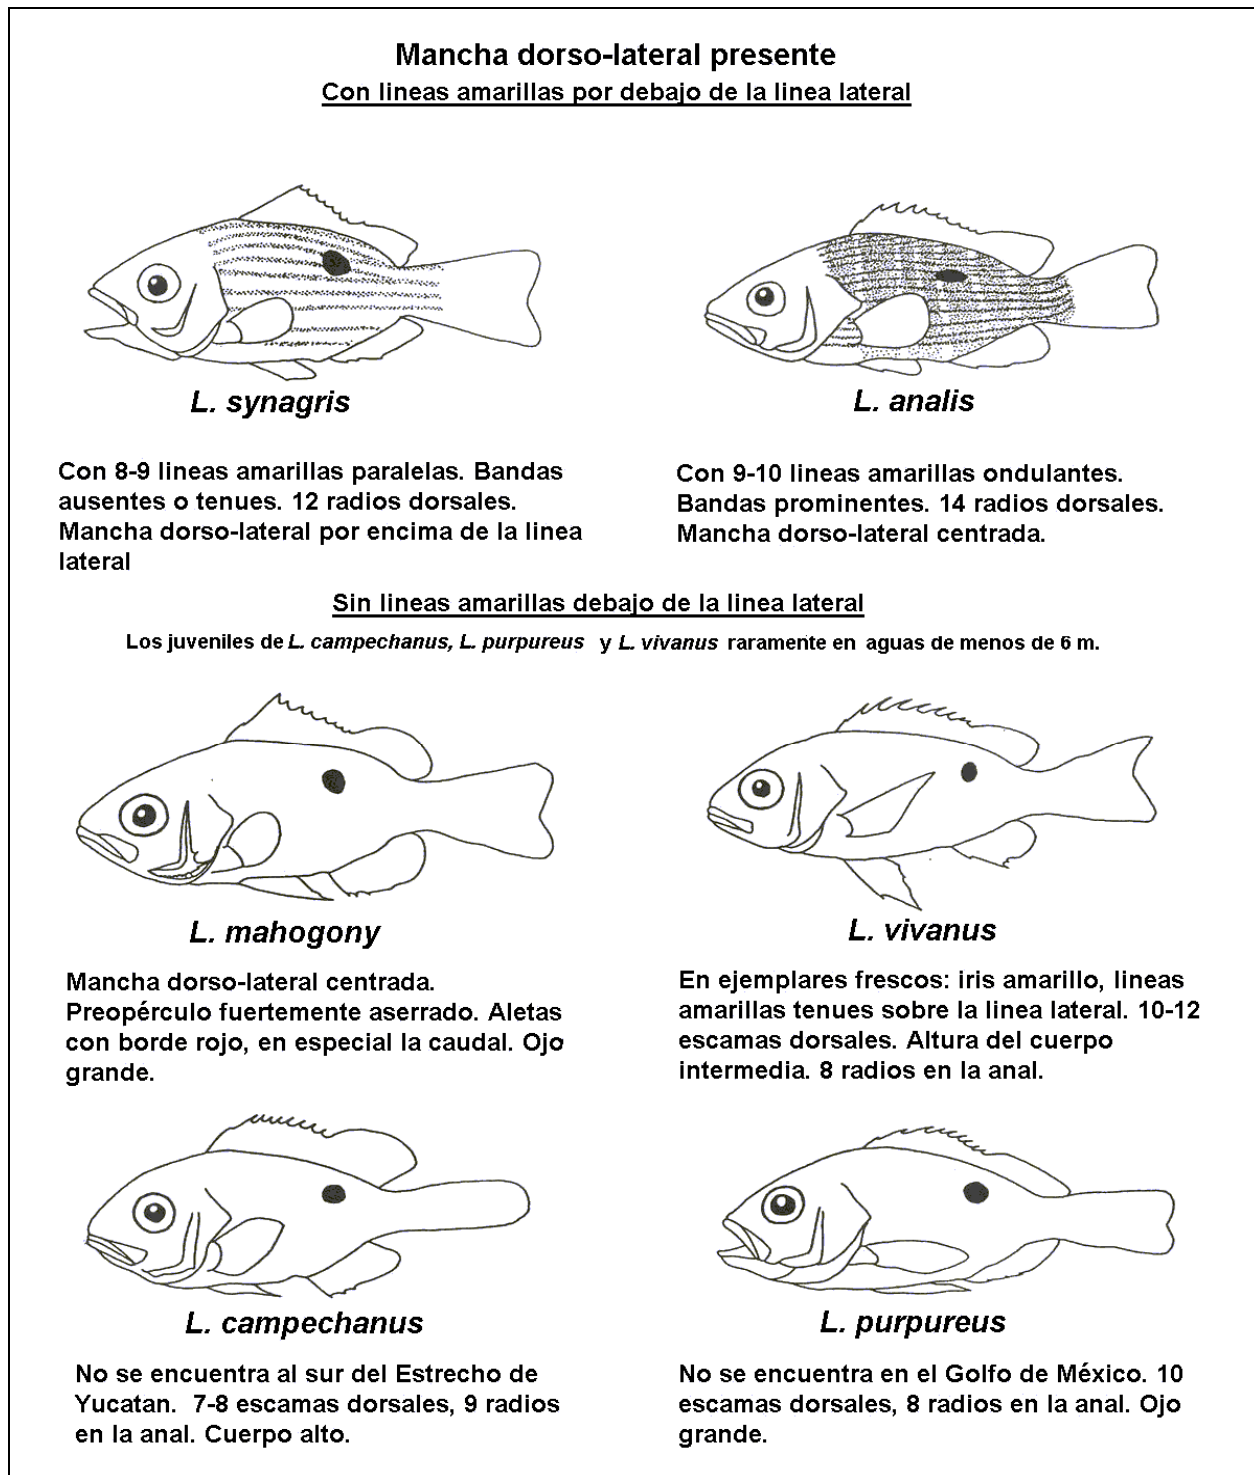 Mancha dorso-lateral presente
Con lineas amarillas por debajo de la linea lateral
L. synagris
L. analis
Con 8-9 lineas amarillas paralelas. Bandas
ausentes o tenues. 12 radios dorsales.
Mancha dorso-lateral por encima de la linea
lateral
Con 9-10 lineas amarillas ondulantes.
Bandas prominentes. 14 radios dorsales.
Mancha dorso-lateral centrada.
Sin lineas amarillas debajo de la linea lateral
Los juveniles de L. campechanus, L. purpureus y L. vivanus raramente en aguas de menos de 6 m.
L. mahogony
L. vivanus
Mancha dorso-lateral centrada.
Preopérculo fuertemente aserrado. Aletas
con borde rojo, en especial la caudal. Ojo
grande.
En ejemplares frescos: iris amarillo, lineas
amarillas tenues sobre la linea lateral. 10-12
escamas dorsales. Altura del cuerpo
intermedia. 8 radios en la anal.
L. campechanus
L. purpureus
No se encuentra al sur del Estrecho de
Yucatan. 7-8 escamas dorsales, 9 radios
en la anal. Cuerpo alto.
No se encuentra en el Golfo de México. 10
escamas dorsales, 8 radios en la anal. Ojo
grande.